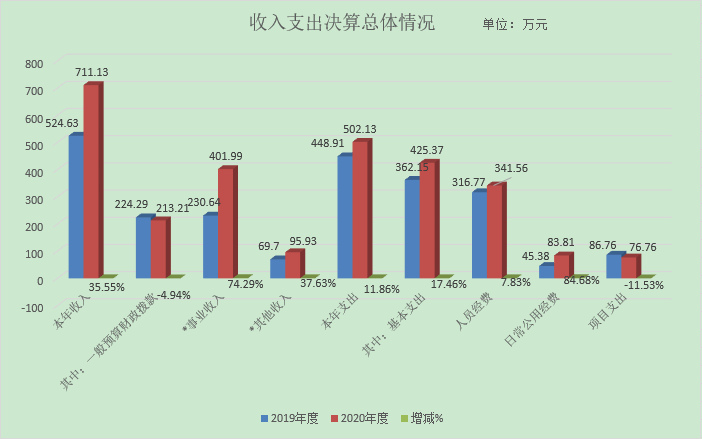 收入支出决算总体情况
单位：万元
800
700
600
500
400
300
200
100
0
-100
524.63
711.13
35.55%
224.29
213.21
-4.94%
230.64
401.99
74.29%
69.7
95.93
37.63%
448.91
502.13
11.86%
362.15
425.37
17.46%
316.77
341.56
7.83%
45.38
83.81
84.68%
86.76
76.76
-11.53%
本年收入
其中：一般预算财政拨款
*事业收入
*其他收入
本年支出
其中：基本支出
人员经费
日常公用经费
项目支出
2019年度
2020年度
增减%